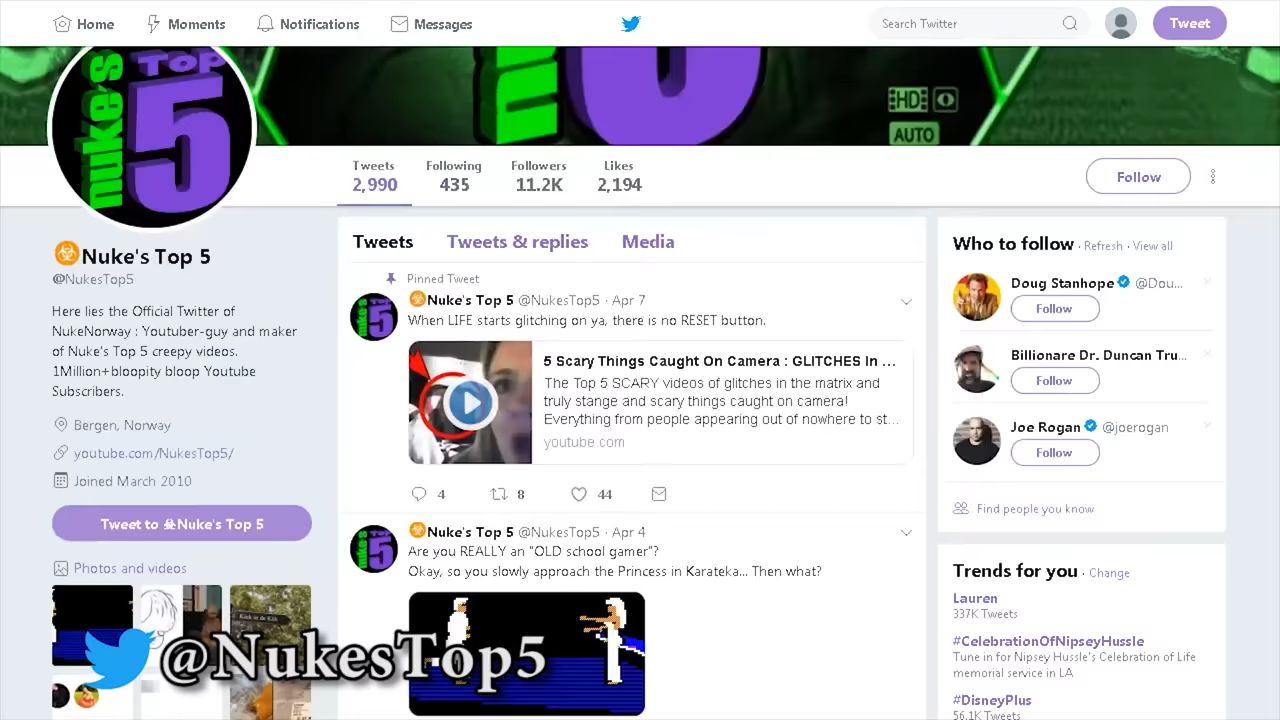 Home
Moments
Notifications
Messages
Search Twitter
Tweet
nuke's
TOP
5
HD
AUTO
Tweets
2,990
Following
435
Followers
11.2K
Likes
2,194
Follow
Nuke's Top 5
@NukesTop5
Here lies the Official Twitter of
NukeNorway : Youtuber-guy and maker
of Nuke's Top 5 creepy videos.
1Million+bloopity bloop Youtube
Subscribers.
Bergen, Norway
youtube.com/NukesTop5/
Joined March 2010
Tweet to ☠Nuke's Top 5
Photos and videos
Tweets
Tweets & replies
Media
Pinned Tweet
Nuke's Top 5 @NukesTop5 · Apr 7
When LIFE starts glitching on ya, there is no RESET button.
5 Scary Things Caught On Camera : GLITCHES In ...
The Top 5 SCARY videos of glitches in the matrix and
truly stange and scary things caught on camera!
Everything from people appearing out of nowhere to st...
youtube.com
4
8
44
Nuke's Top 5 @NukesTop5 · Apr 4
Are you REALLY an "OLD school gamer"?
Okay, so you slowly approach the Princess in Karateka... Then what?
Who to follow · Refresh · View all
Doug Stanhope @Dou...
Follow
Billionare Dr. Duncan Tru...
Follow
Joe Rogan @joerogan
Follow
Find people you know
Trends for you · Change
Lauren
337K Tweets
#CelebrationOfNipseyHussle
Tune in for Nipsey Hussle's Celebration of Life
memorial service in LA
#DisneyPlus
56.1K Tweets
@NukesTop5